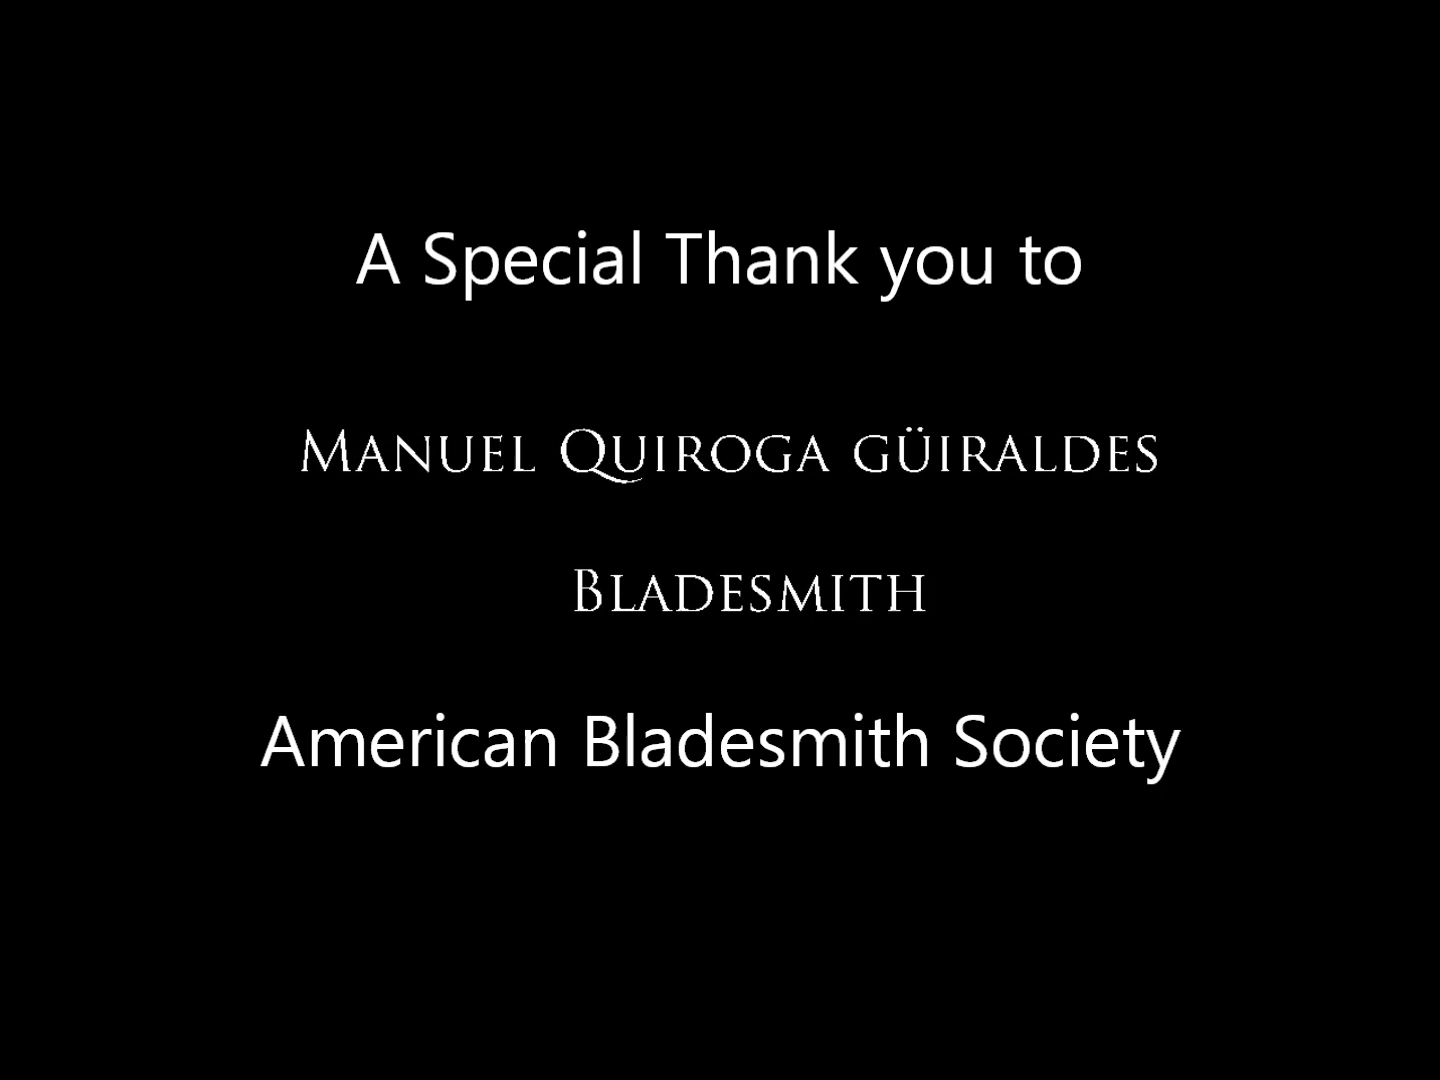 A Special Thank you to
Manuel Quiroga güiraldes
Bladesmith
American Bladesmith Society